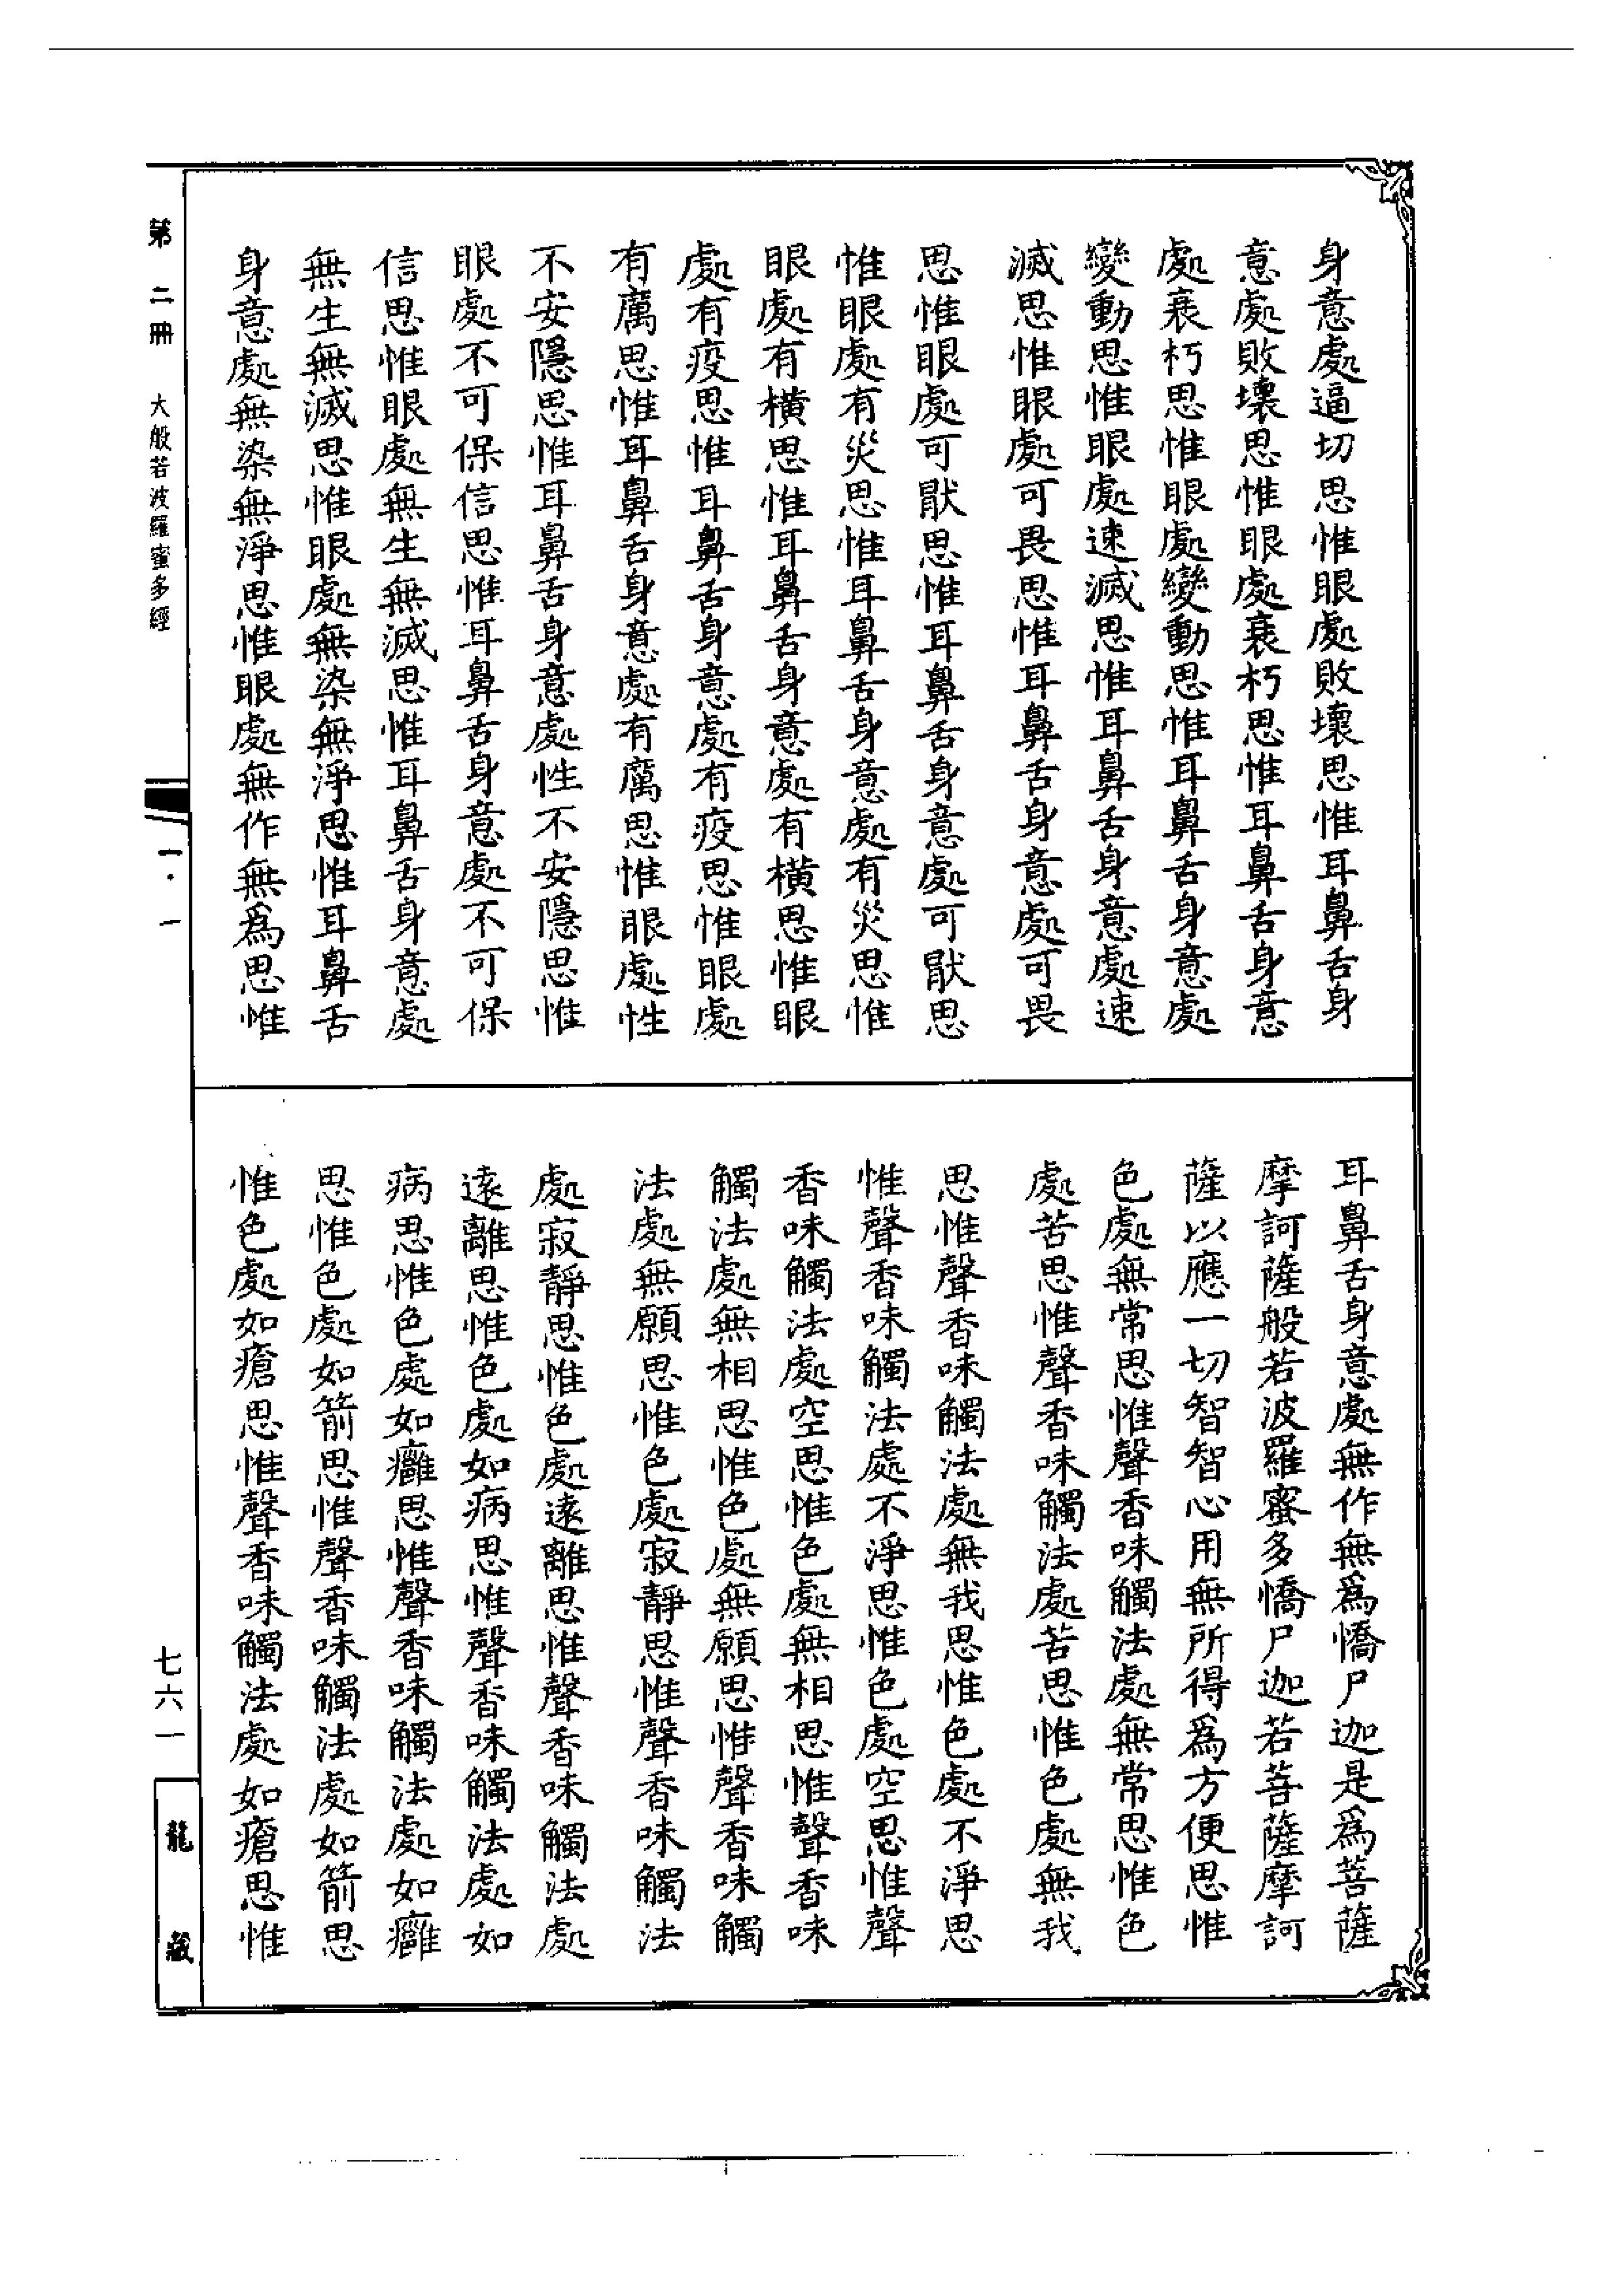 身意處逼切思惟眼處敗壞思惟耳鼻舌身
意處敗壞思惟眼處衰朽思惟耳鼻舌身意
處衰朽思惟眼處變動思惟耳鼻舌身意處
變動思惟眼處速滅思惟耳鼻舌身意處速
滅思惟眼處可畏思惟耳鼻舌身意處可畏
思惟眼處可猒思惟耳鼻舌身意處可猒思
惟眼處有災思惟耳鼻舌身意處有災思惟
眼處有橫思惟耳鼻舌身意處有橫思惟眼
處有疫思惟耳鼻舌身意處有疫思惟眼處
有厲思惟耳鼻舌身意處有厲思惟眼處性
不安隱思惟耳鼻舌身意處性不安隱思惟
眼處不可保信思惟耳鼻舌身意處不可保
信思惟眼處無生無滅思惟耳鼻舌身意處
無生無滅思惟眼處無染無淨思惟耳鼻舌
身意處無染無淨思惟眼處無作無爲思惟
耳鼻舌身意處無作無爲憍尸迦是爲菩薩
摩訶薩般若波羅蜜多憍尸迦若菩薩摩訶
薩以應一切智智心用無所得爲方便思惟
色處無常思惟聲香味觸法處無常思惟色
處苦思惟聲香味觸法處苦思惟色處無我
思惟聲香味觸法處無我思惟色處不淨思
惟聲香味觸法處不淨思惟色處空思惟聲
香味觸法處空思惟色處無相思惟聲香味
觸法處無相思惟色處無願思惟聲香味觸
法處無願思惟色處寂靜思惟聲香味觸法
處寂靜思惟色處遠離思惟聲香味觸法處
遠離思惟色處如病思惟聲香味觸法處如
病思惟色處如癰思惟聲香味觸法處如癰
思惟色處如箭思惟聲香味觸法處如箭思
惟色處如瘡思惟聲香味觸法處如瘡思惟
第二冊 大般若波羅蜜多經
一·一
七六一
龍藏